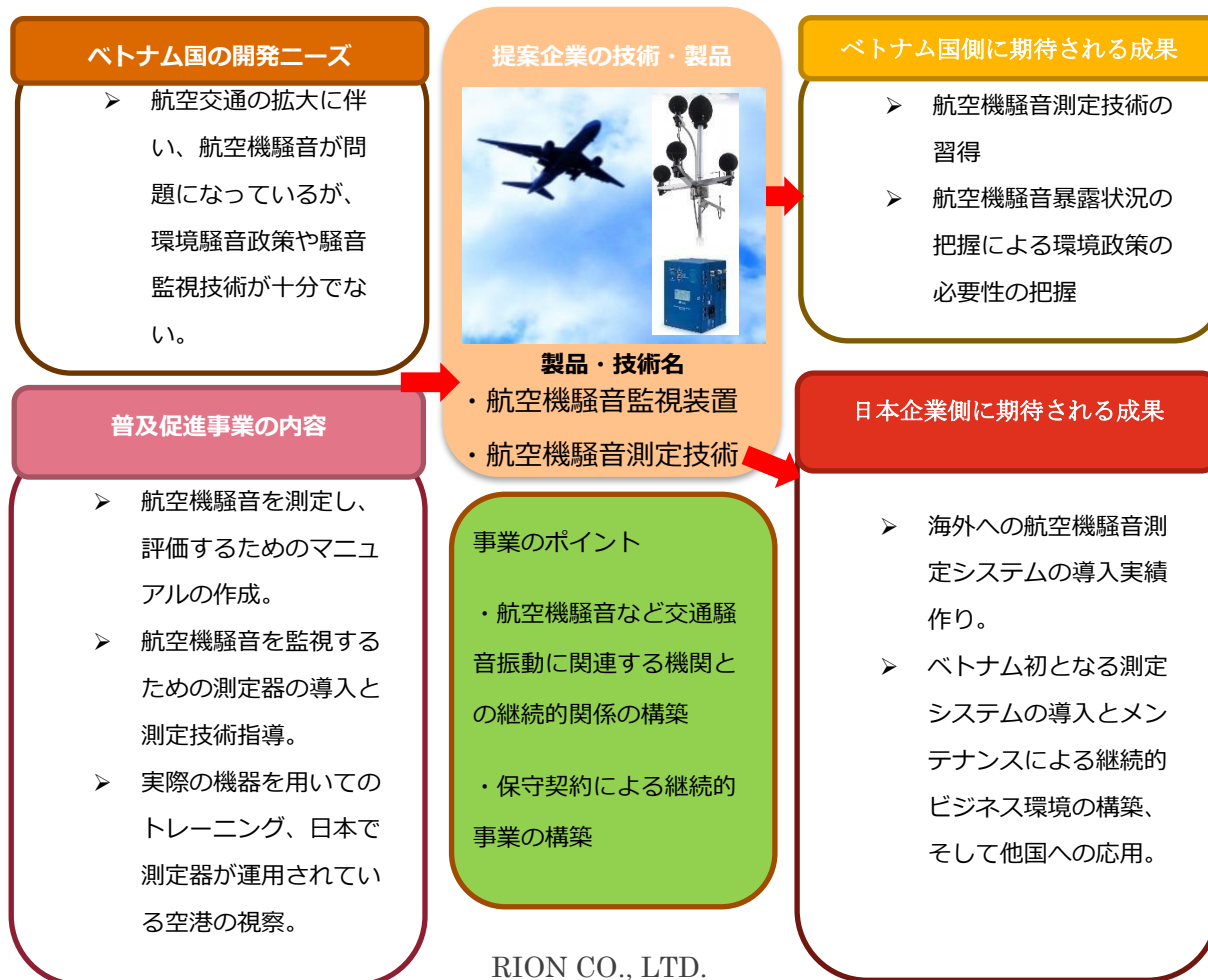 ベトナム国の開発ニーズ
➢ 航空交通の拡大に伴
い、航空機騒音が問
題になっているが、
環境騒音政策や騒音
監視技術が十分でな
い。
普及促進事業の内容
➢ 航空機騒音を測定し、
評価するためのマニュ
アルの作成。
➢ 航空機騒音を監視する
ための測定器の導入と
測定技術指導。
➢ 実際の機器を用いての
トレーニング、日本で
測定器が運用されてい
る空港の視察。
提案企業の技術・製品
製品・技術名
・航空機騒音監視装置
・航空機騒音測定技術
事業のポイント
・航空機騒音など交通騒
音振動に関連する機関と
の継続的関係の構築
・保守契約による継続的
事業の構築
ベトナム国側に期待される成果
➢ 航空機騒音測定技術の
習得
➢ 航空機騒音暴露状況の
把握による環境政策の
必要性の把握
日本企業側に期待される成果
➢ 海外への航空機騒音測
定システムの導入実績
作り。
➢ ベトナム初となる測定
システムの導入とメン
テナンスによる継続的
ビジネス環境の構築、
そして他国への応用。
RION CO., LTD.